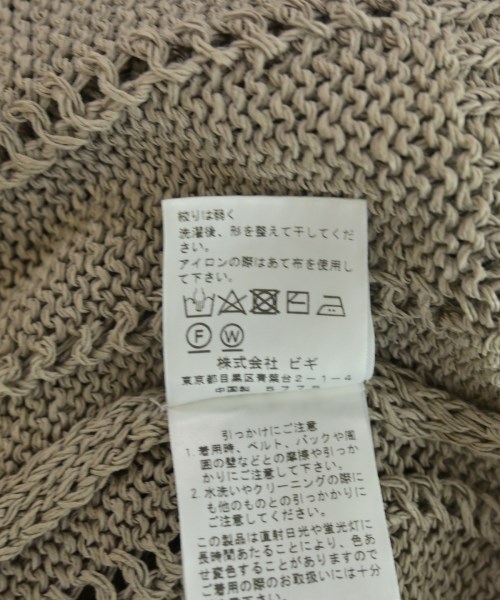 絞りは弱く
洗濯後、形を整えて干してくだ
さい。
アイロンの際はあて布を使用し
て下さい。
F W
株式会社 ビギ
東京都目黒区青葉台2-1-4
中国製
引っかけにご注意
1. 着用時、ベルト、バックや周
囲の壁などとの摩擦や引っか
かりにご注意して下さい。
2. 水洗いやクリーニングの際に
も他のものとの引っかかりに
ご注意してください。
この製品は直射日光や蛍光灯に
長時間あたることにより、色あ
せ変色することがありますので
ご着用の際のお取扱いには十分